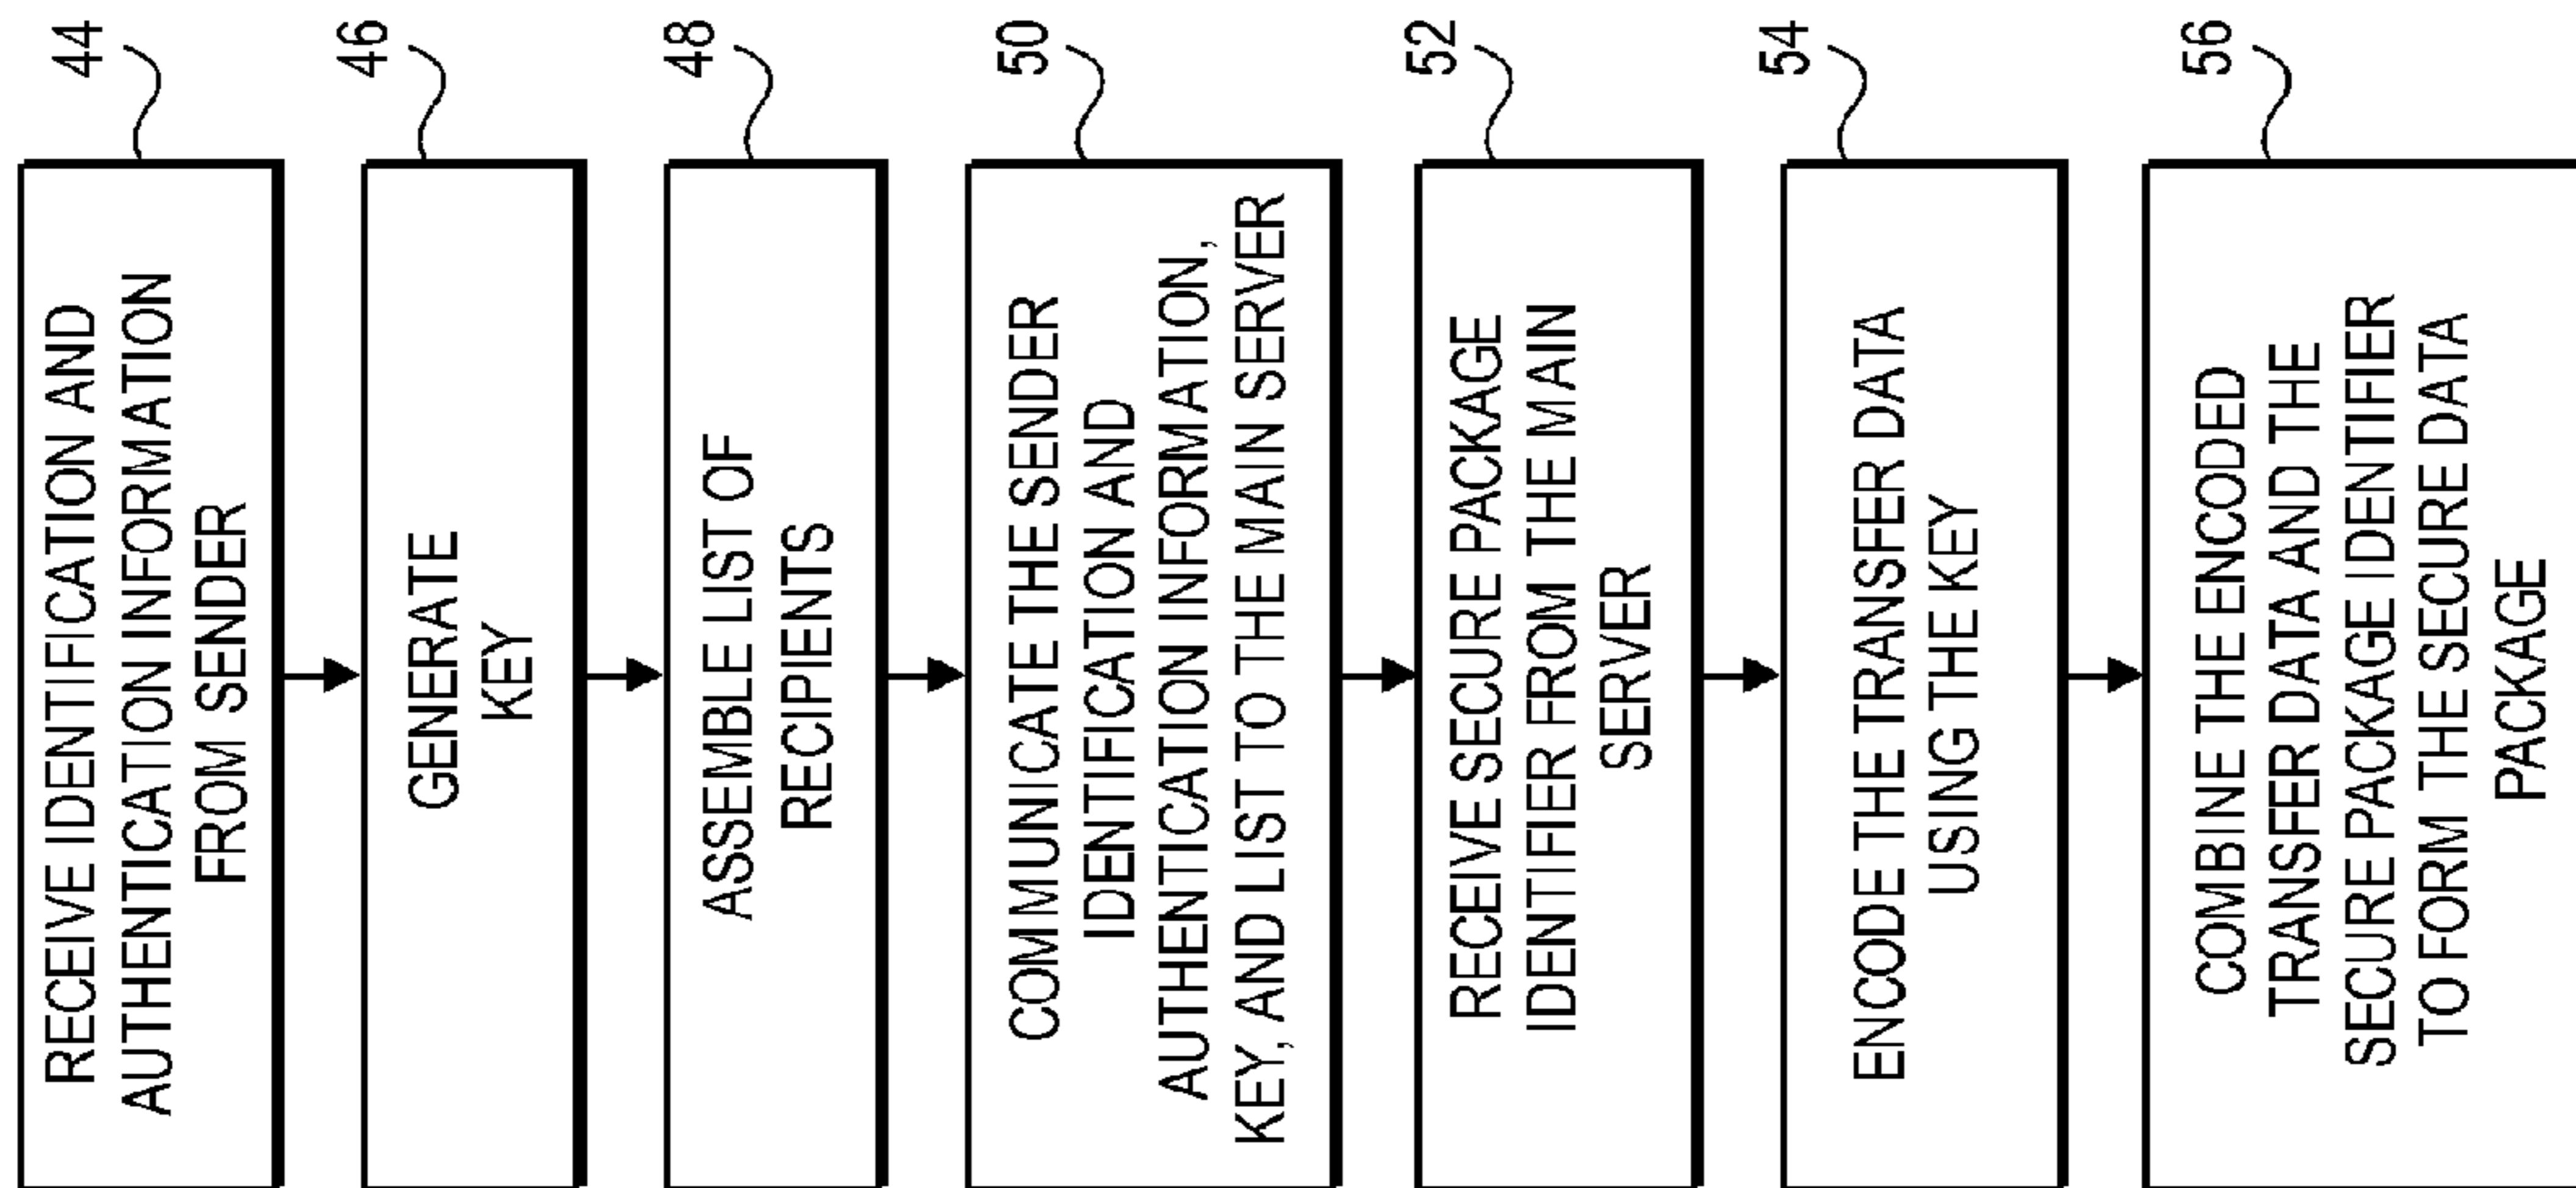 RECEIVE IDENTIFICATION AND
AUTHENTICATION INFORMATION
FROM SENDER
44
GENERATE
KEY
46
ASSEMBLE LIST OF
RECIPIENTS
48
COMMUNICATE THE SENDER
IDENTIFICATION AND
AUTHENTICATION INFORMATION,
KEY, AND LIST TO THE MAIN SERVER
50
RECEIVE SECURE PACKAGE
IDENTIFIER FROM THE MAIN
SERVER
52
ENCODE THE TRANSFER DATA
USING THE KEY
54
COMBINE THE ENCODED
TRANSFER DATA AND THE
SECURE PACKAGE IDENTIFIER
TO FORM THE SECURE DATA
PACKAGE
56